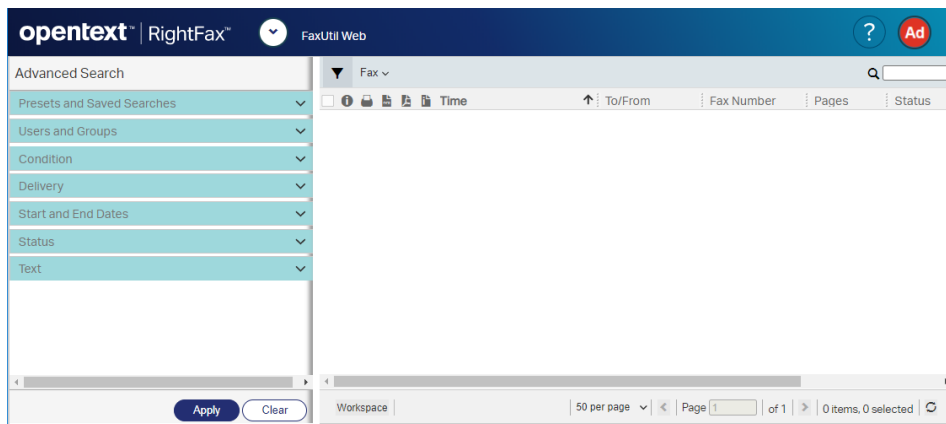 opentext™ | RightFax™ FaxUtil Web ? Ad
Advanced Search
Presets and Saved Searches
Users and Groups
Condition
Delivery
Start and End Dates
Status
Text
Apply Clear
Fax
Time To/From Fax Number Pages Status
Workspace 50 per page Page 1 of 1 0 items, 0 selected